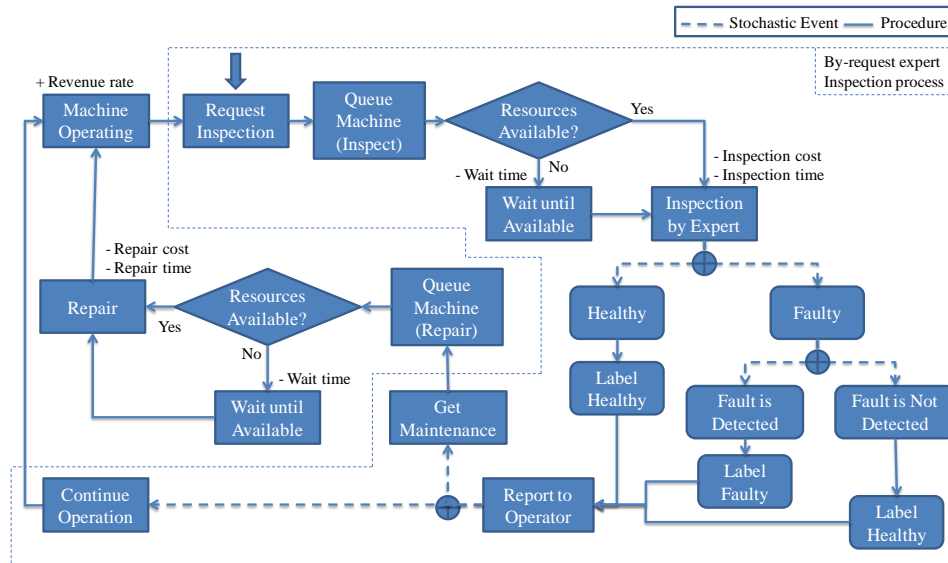 Stochastic Event
Procedure
By-request expert
Inspection process
+ Revenue rate
Machine
Operating
Request
Inspection
Queue
Machine
(Inspect)
Resources
Available?
Yes
No
- Wait time
- Inspection cost
- Inspection time
Wait until
Available
Inspection
by Expert
- Repair cost
- Repair time
Repair
Yes
Resources
Available?
Queue
Machine
(Repair)
No
- Wait time
Wait until
Available
Get
Maintenance
Healthy
Faulty
Label
Healthy
Fault is
Detected
Fault is Not
Detected
Label
Faulty
Label
Healthy
Continue
Operation
Report to
Operator